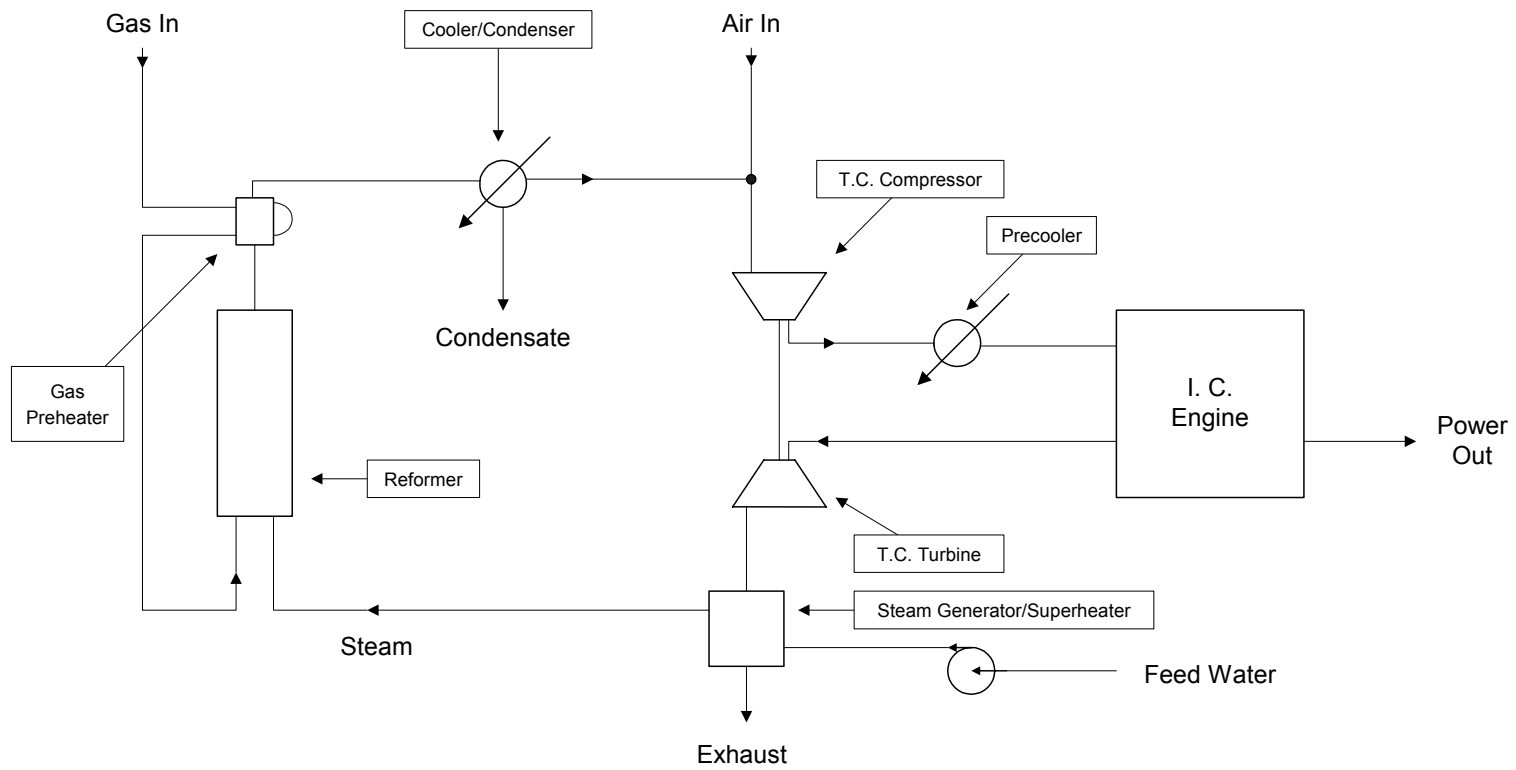 Gas In
Cooler/Condenser
Air In
T.C. Compressor
Precooler
Condensate
Gas
Preheater
I. C.
Engine
Power
Out
Reformer
T.C. Turbine
Steam Generator/Superheater
Steam
Feed Water
Exhaust